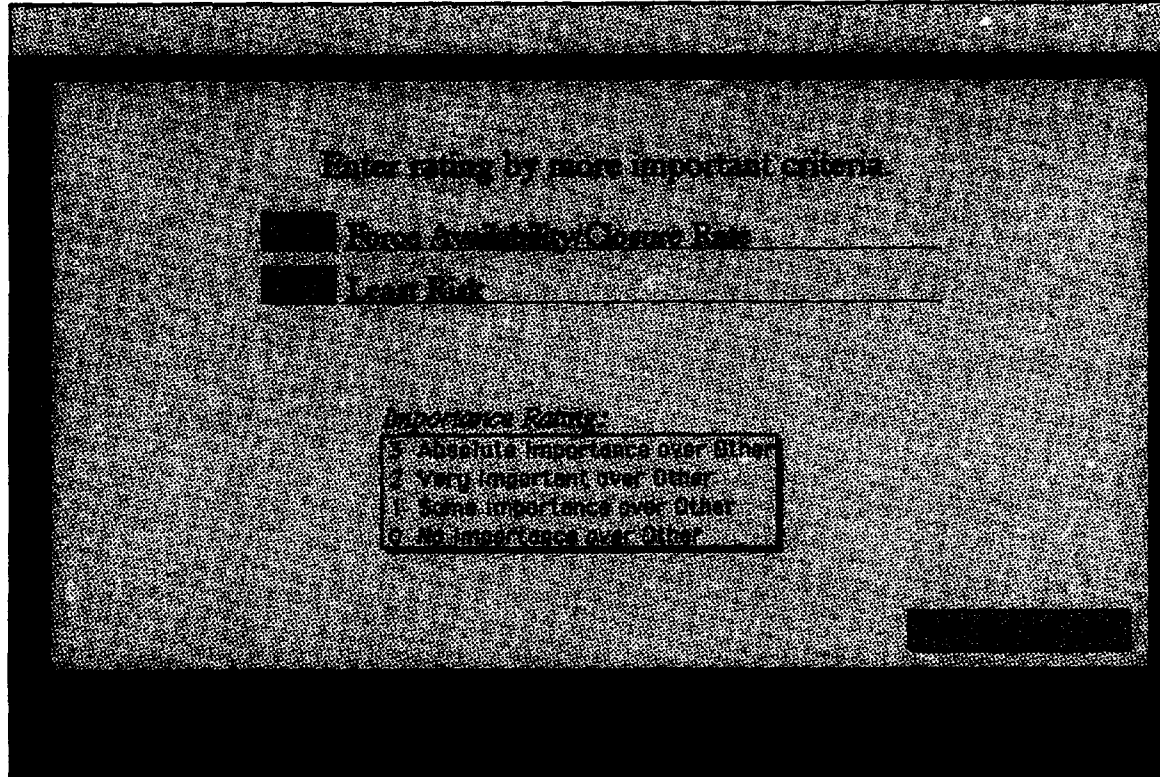 Enter rating by more important criteria.
Force Availability/Closure Rate
Least Risk
Importance Rating:
3 Absolute Importance over Other
2 Very Important over Other
1 Some Importance over Other
0 No Importance over Other